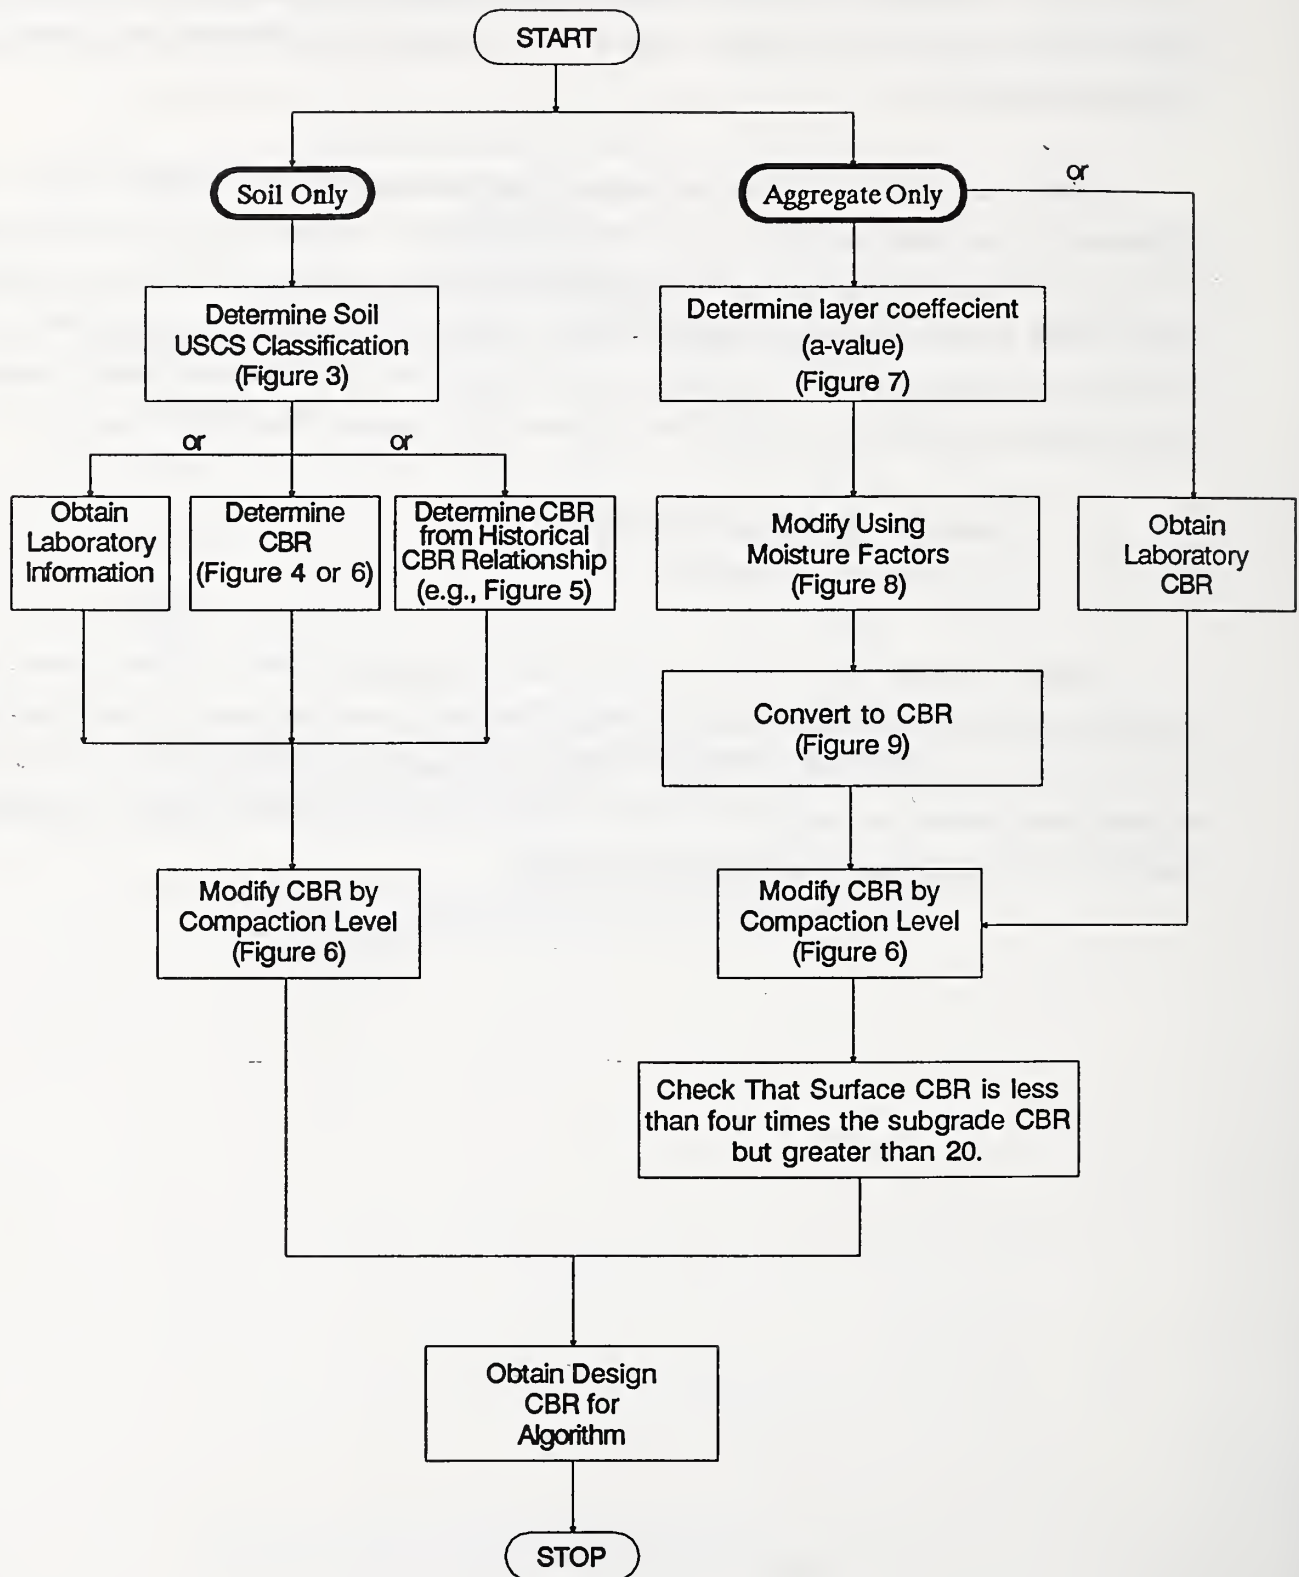 START
or
Soil Only
Aggregate Only
Determine Soil
USCS Classification
(Figure 3)
Determine layer coeffecient
(a-value)
(Figure 7)
or
or
Obtain
Laboratory
Information
Determine
CBR
(Figure 4 or 6)
Determine CBR
from Historical
CBR Relationship
(e.g., Figure 5)
Modify Using
Moisture Factors
(Figure 8)
Obtain
Laboratory
CBR
Convert to CBR
(Figure 9)
Modify CBR by
Compaction Level
(Figure 6)
Modify CBR by
Compaction Level
(Figure 6)
Check That Surface CBR is less
than four times the subgrade CBR
but greater than 20.
Obtain Design
CBR for
Algorithm
STOP